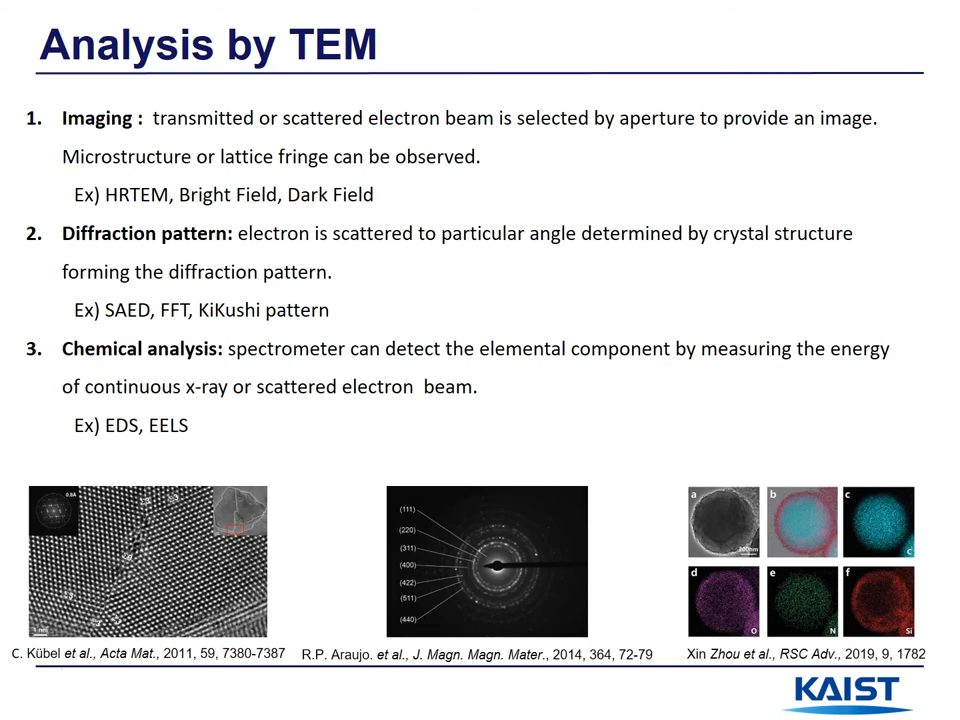 Analysis by TEM
1. Imaging : transmitted or scattered electron beam is selected by aperture to provide an image.
Microstructure or lattice fringe can be observed.
Ex) HRTEM, Bright Field, Dark Field
2. Diffraction pattern: electron is scattered to particular angle determined by crystal structure
forming the diffraction pattern.
Ex) SAED, FFT, KiKushi pattern
3. Chemical analysis: spectrometer can detect the elemental component by measuring the energy
of continuous x-ray or scattered electron beam.
Ex) EDS, EELS
0.8Å
1 nm
(111)
(220)
(311)
(400)
(422)
(511)
(440)
a
200nm
b
c
C
d
O
e
N
f
Si
C. Kübel et al., Acta Mat., 2011, 59, 7380-7387
R.P. Araujo. et al., J. Magn. Magn. Mater., 2014, 364, 72-79
Xin Zhou et al., RSC Adv., 2019, 9, 1782
KAIST